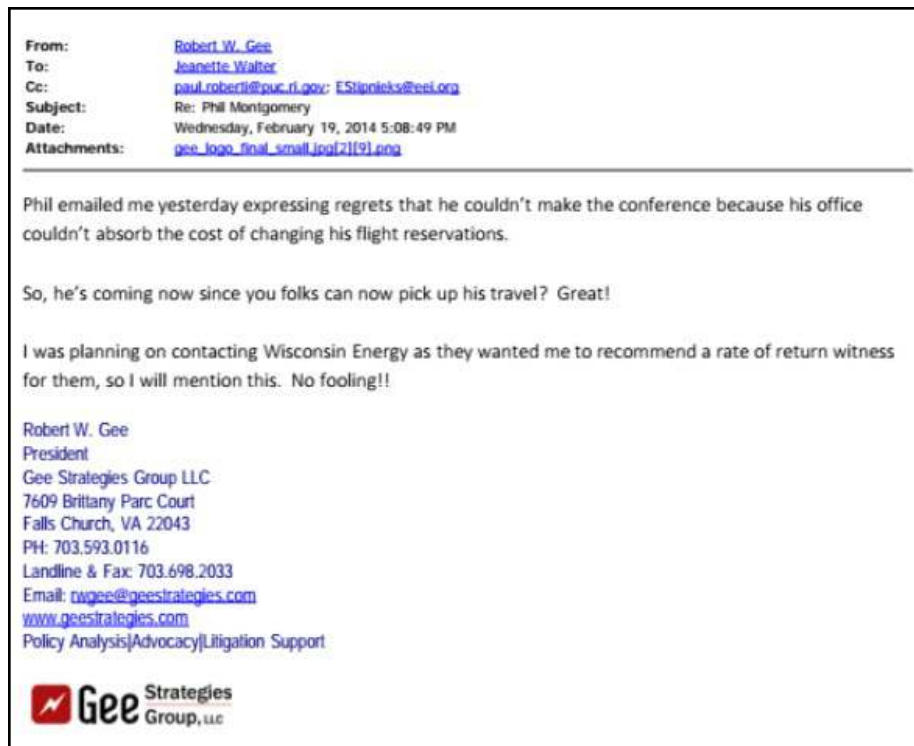 From: Robert W. Gee
To: Jeanette Walter
Cc: paul.roberti@puc.ri.gov; EStipnieks@eei.org
Subject: Re: Phil Montgomery
Date: Wednesday, February 19, 2014 5:08:49 PM
Attachments: gee_logo_final_small.jpg[2][9].png
Phil emailed me yesterday expressing regrets that he couldn't make the conference because his office
couldn't absorb the cost of changing his flight reservations.
So, he's coming now since you folks can now pick up his travel?  Great!
I was planning on contacting Wisconsin Energy as they wanted me to recommend a rate of return witness
for them, so I will mention this.  No fooling!!
Robert W. Gee
President
Gee Strategies Group LLC
7609 Brittany Parc Court
Falls Church, VA 22043
PH: 703.593.0116
Landline & Fax: 703.698.2033
Email: rwgee@geestrategies.com
www.geestrategies.com
Policy Analysis|Advocacy|Litigation Support
Gee Strategies
Group, LLC